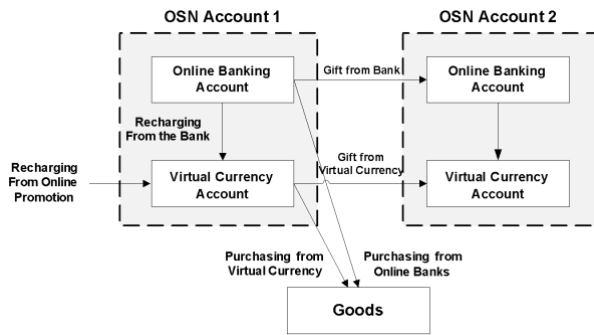 OSN Account 1
OSN Account 2
Online Banking
Account
Gift from Bank
Online Banking
Account
Recharging
From the Bank
Recharging
From Online
Promotion
Virtual Currency
Account
Gift from
Virtual Currency
Virtual Currency
Account
Purchasing from
Virtual Currency
Purchasing from
Online Banks
Goods